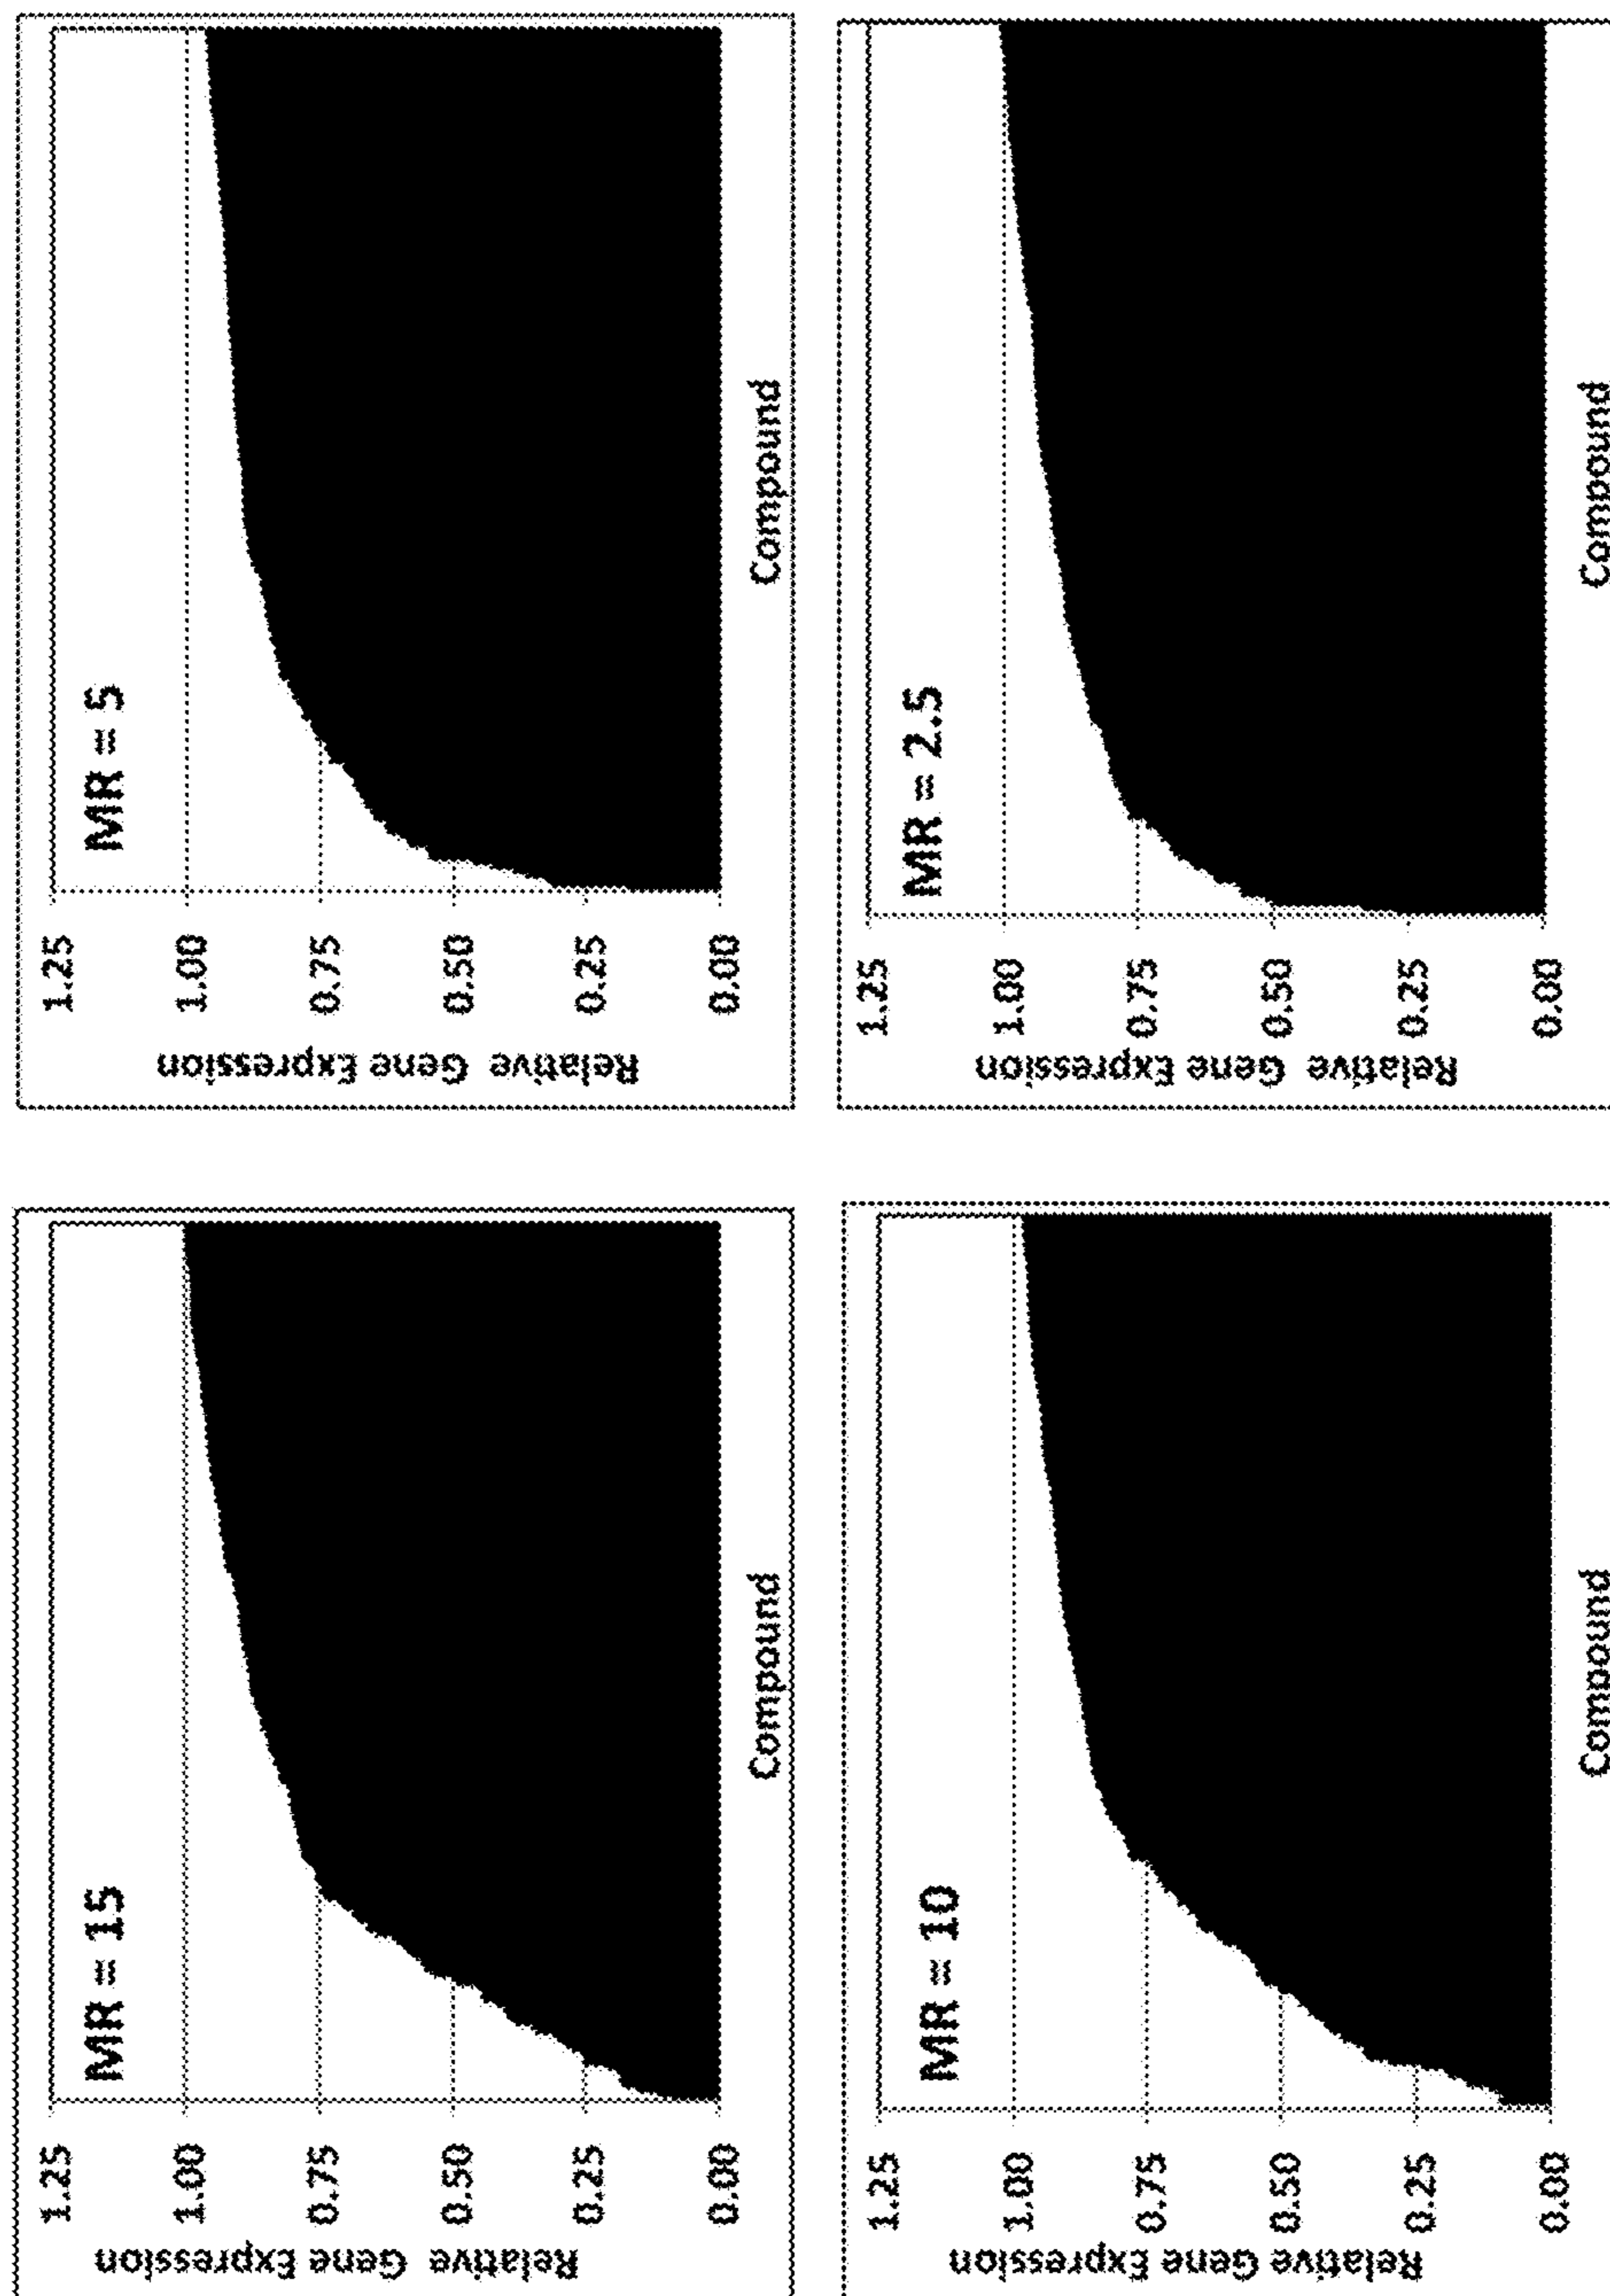 MR = 15
Relative Gene Expression
1.25
1.00
0.75
0.50
0.25
0.00
Compound
MR = 5
Relative Gene Expression
1.25
1.00
0.75
0.50
0.25
0.00
Compound
MR = 10
Relative Gene Expression
1.25
1.00
0.75
0.50
0.25
0.00
Compound
MR = 2.5
Relative Gene Expression
1.25
1.00
0.75
0.50
0.25
0.00
Compound